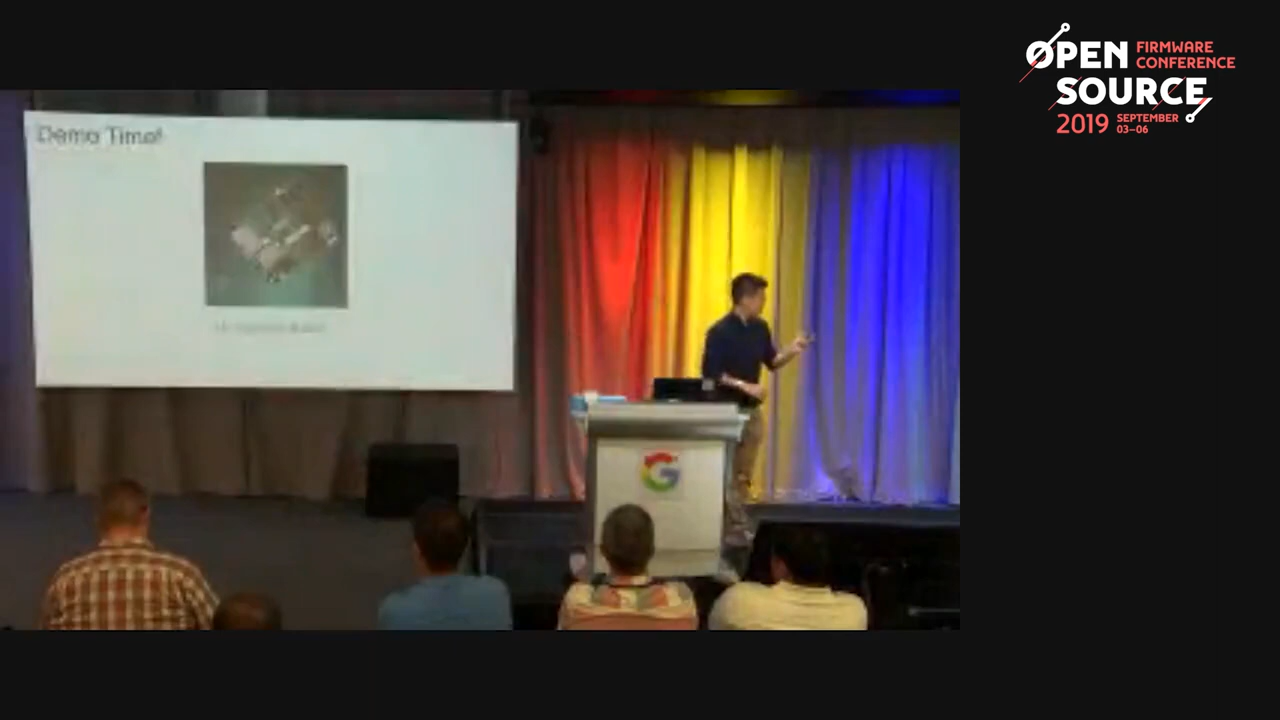 Demo Time!
OPEN FIRMWARE
CONFERENCE
SOURCE
2019 SEPTEMBER
03–06